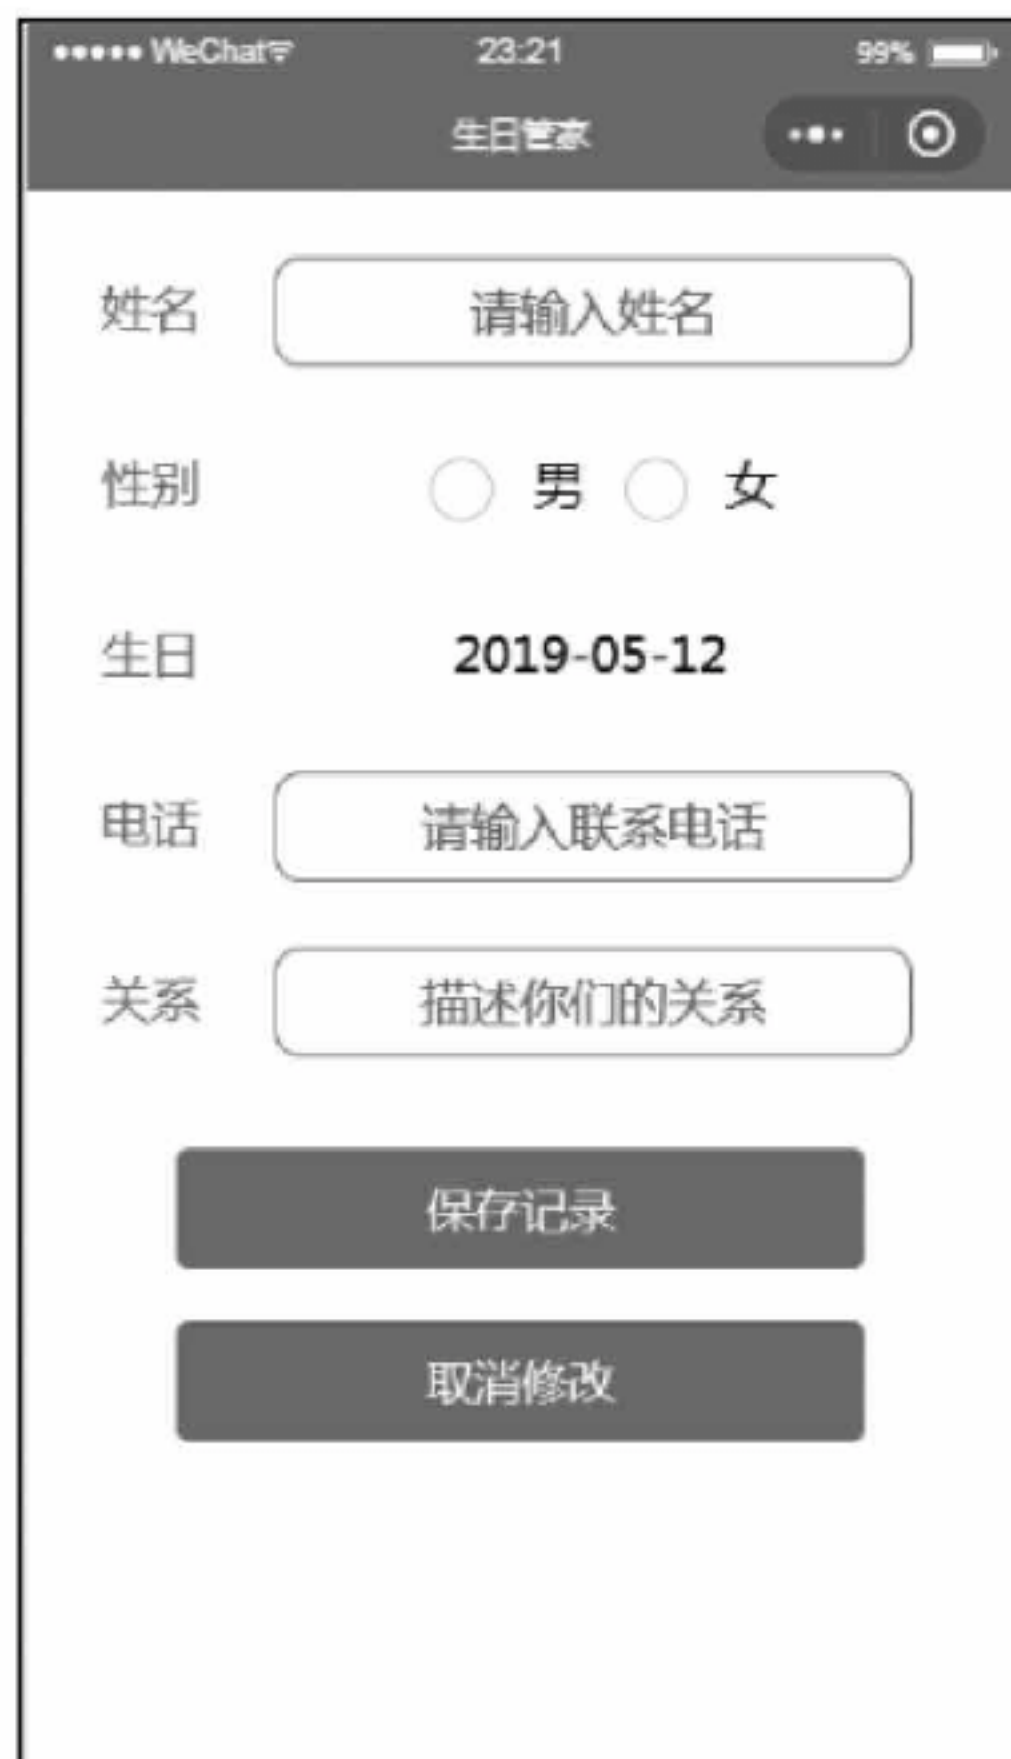 WeChat 23:21 99%
生日管家
姓名 请输入姓名
性别 男 女
生日 2019-05-12
电话 请输入联系电话
关系 描述你们的关系
保存记录
取消修改